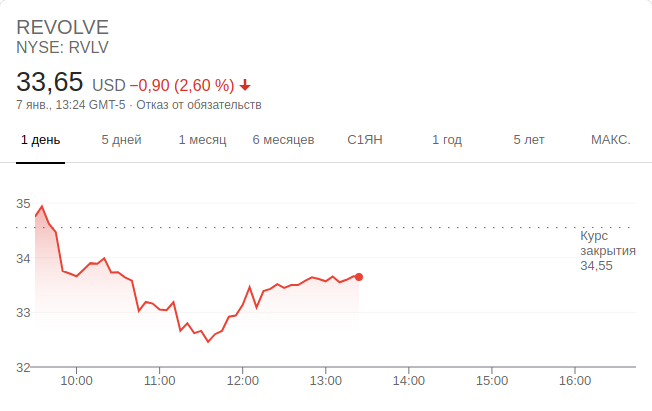 REVOLVE
NYSE: RVLV
33,65 USD −0,90 (2,60 %)
7 янв., 13:24 GMT-5 · Отказ от обязательств
1 день 5 дней 1 месяц 6 месяцев С1ЯН 1 год 5 лет МАКС.
35
Курс
закрытия
34,55
34
33
32
10:00 11:00 12:00 13:00 14:00 15:00 16:00